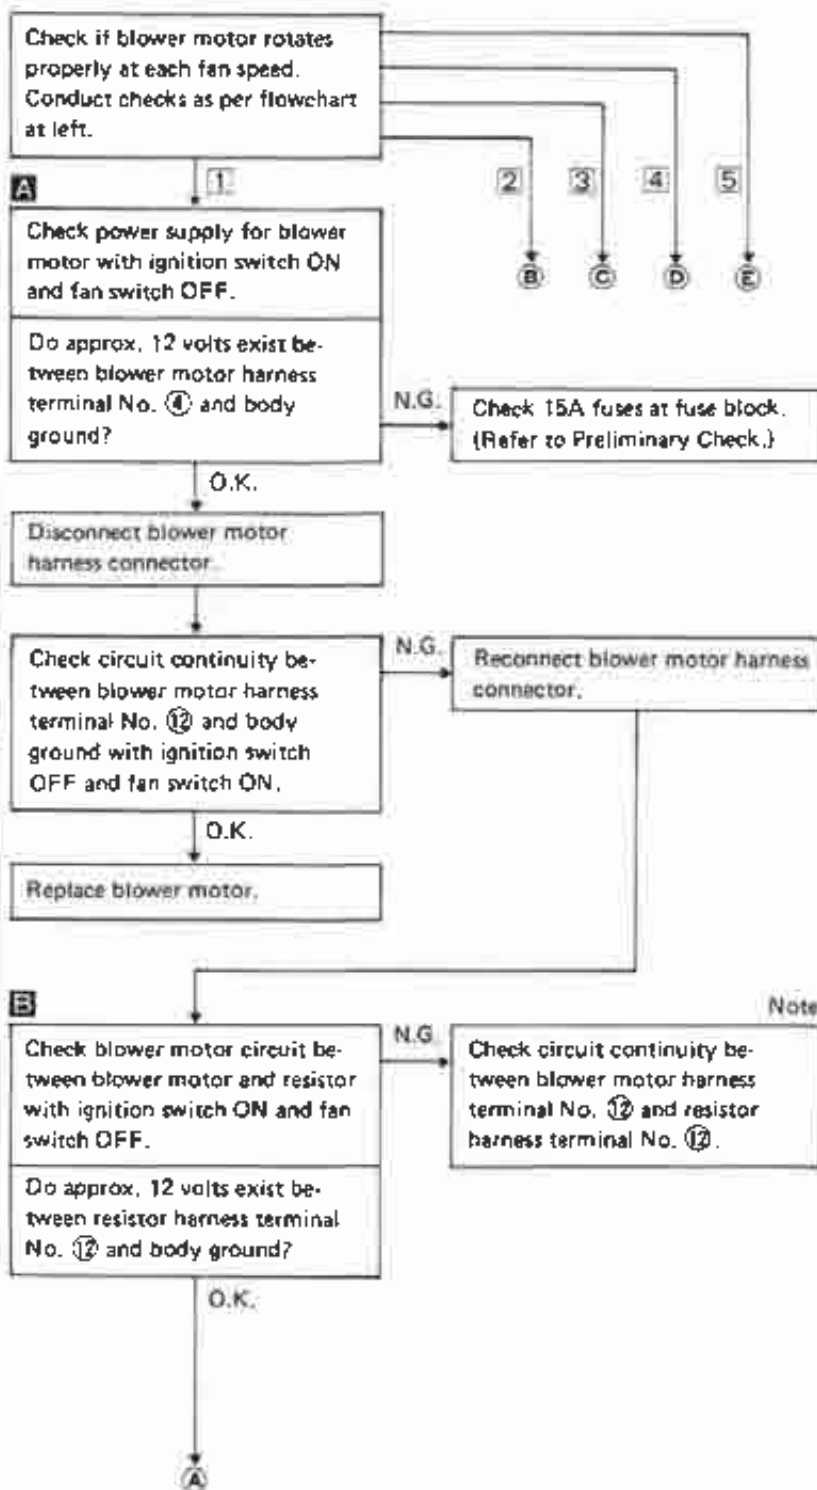 Check if blower motor rotates
properly at each fan speed.
Conduct checks as per flowchart
at left.
1
2
3
4
5
B
C
D
E
A
Check power supply for blower
motor with ignition switch ON
and fan switch OFF.
Do approx. 12 volts exist be-
tween blower motor harness
terminal No. ④ and body
ground?
N.G.
Check 15A fuses at fuse block.
(Refer to Preliminary Check.)
O.K.
Disconnect blower motor
harness connector.
Check circuit continuity be-
tween blower motor harness
terminal No. ⑫ and body
ground with ignition switch
OFF and fan switch ON.
N.G.
Reconnect blower motor harness
connector.
O.K.
Replace blower motor.
B
Check blower motor circuit be-
tween blower motor and resistor
with ignition switch ON and fan
switch OFF.
Do approx. 12 volts exist be-
tween resistor harness terminal
No. ⑫ and body ground?
N.G.
Note
Check circuit continuity be-
tween blower motor harness
terminal No. ⑫ and resistor
harness terminal No. ⑫.
O.K.
A